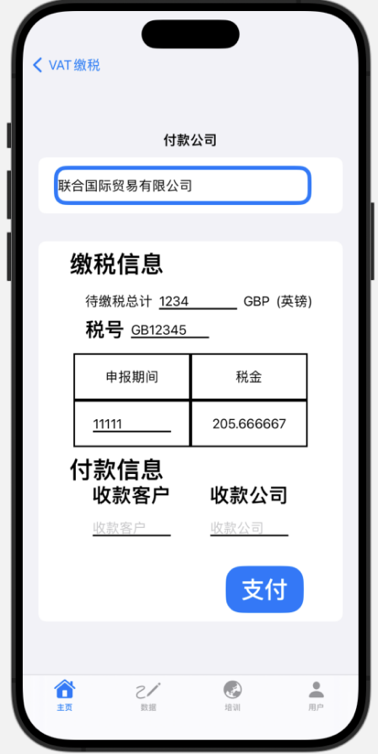 VAT缴税
付款公司
联合国际贸易有限公司
缴税信息
待缴税总计 1234 GBP (英镑)
税号 GB12345
申报期间 税金
11111 205.666667
付款信息
收款客户 收款公司
收款客户 收款公司
支付
主页 数据 培训 用户